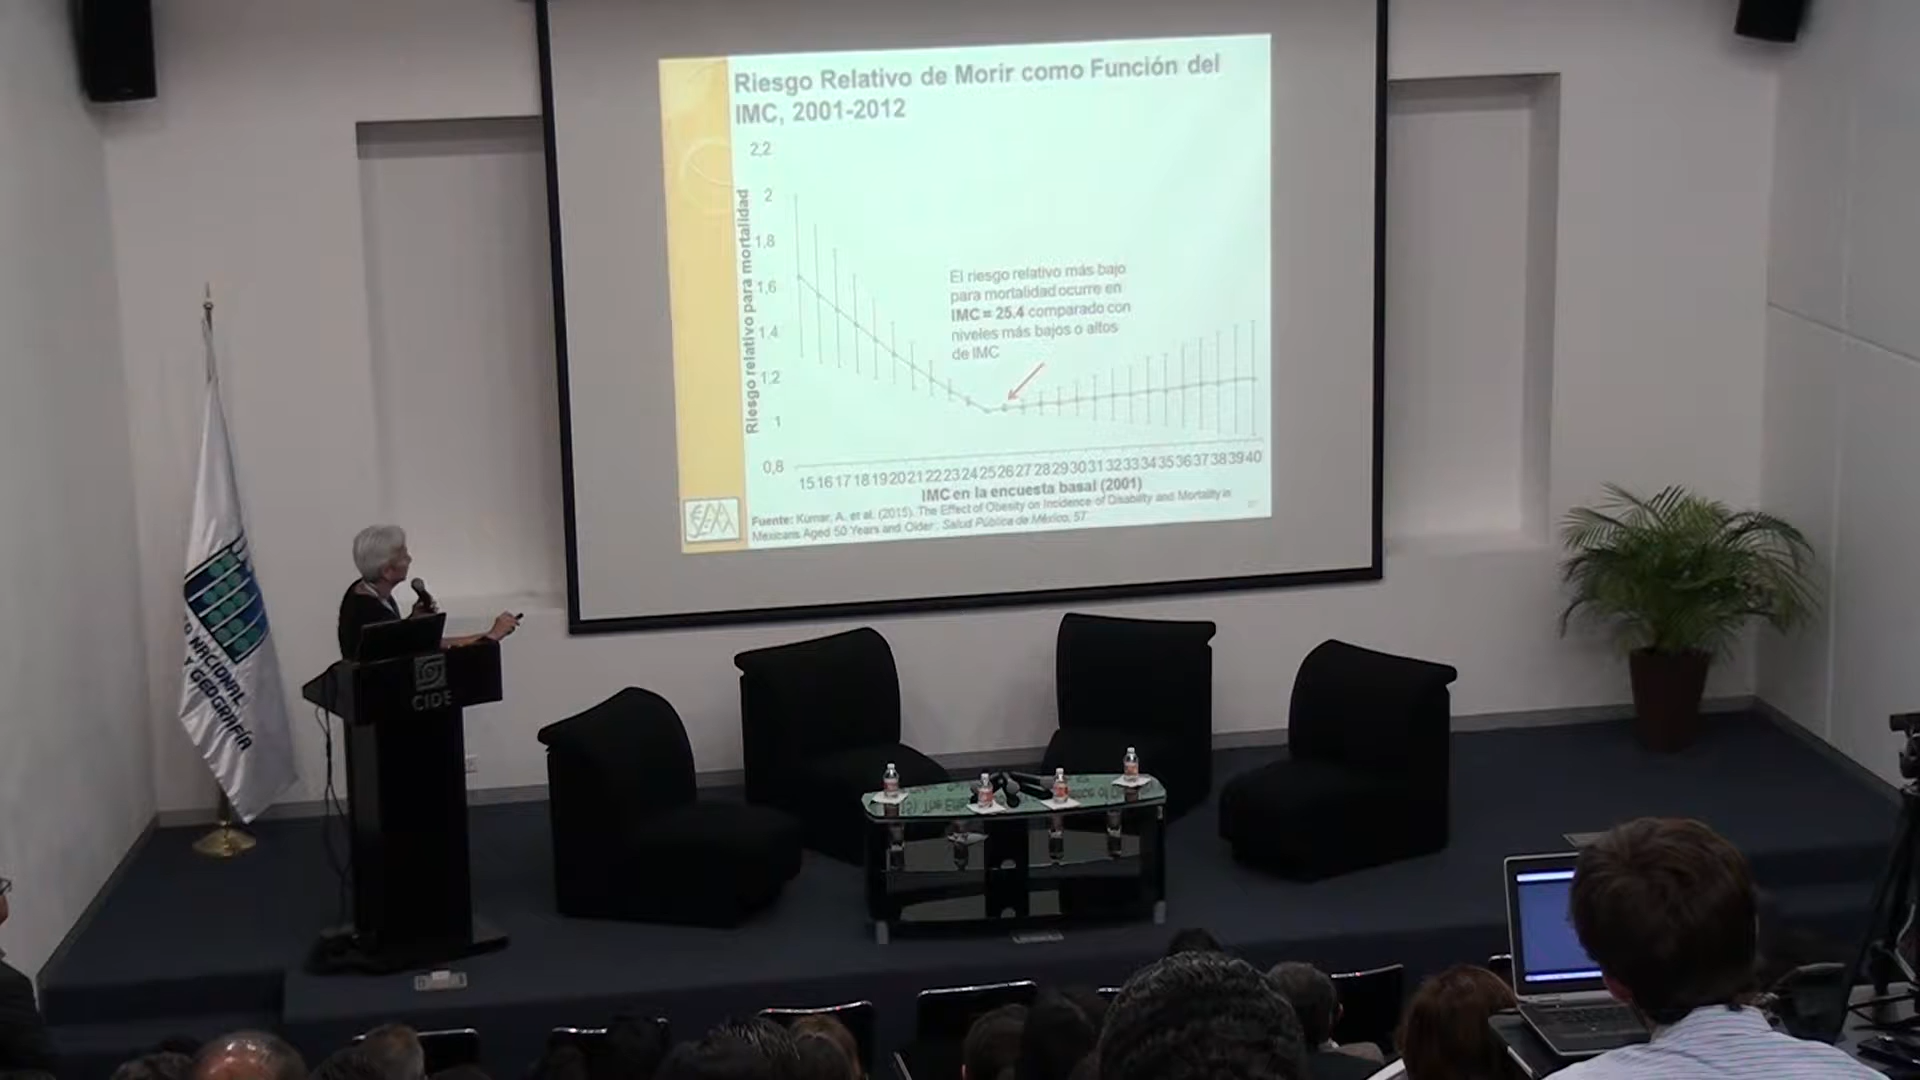 Riesgo Relativo de Morir como Función del
IMC, 2001-2012
Riesgo relativo para mortalidad
2,2
2
1,8
1,6
1,4
1,2
1
0,8
El riesgo relativo más bajo
para mortalidad ocurre en
IMC = 25.4 comparado con
niveles más bajos o altos
de IMC
15 16 17 18 19 20 21 22 23 24 25 26 27 28 29 30 31 32 33 34 35 36 37 38 39 40
IMC en la encuesta basal (2001)
Fuente: Kumar, A. et al. (2015). The Effect of Obesity on Incidence of Disability and Mortality in
Mexicans Aged 50 Years and Older. Salud Pública de México, 57
NACIONAL
Y GEOGRAFÍA
CIDE